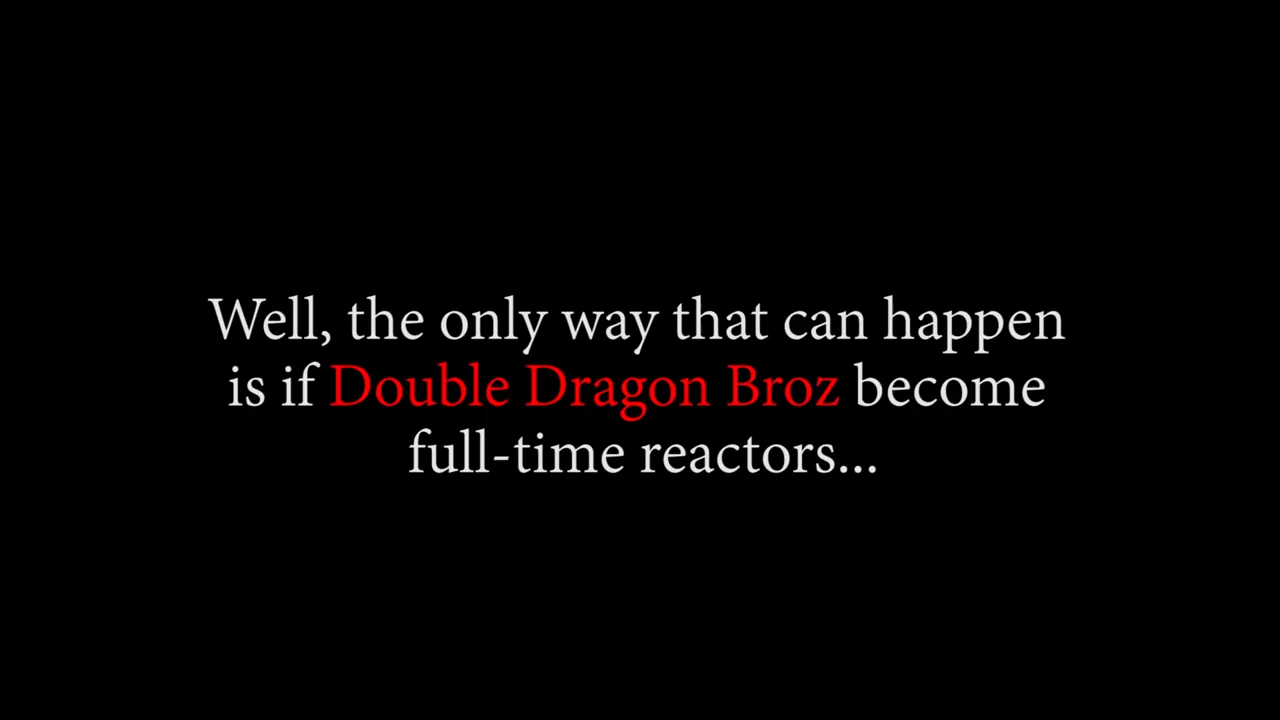 Well, the only way that can happen
is if Double Dragon Broz become
full-time reactors...